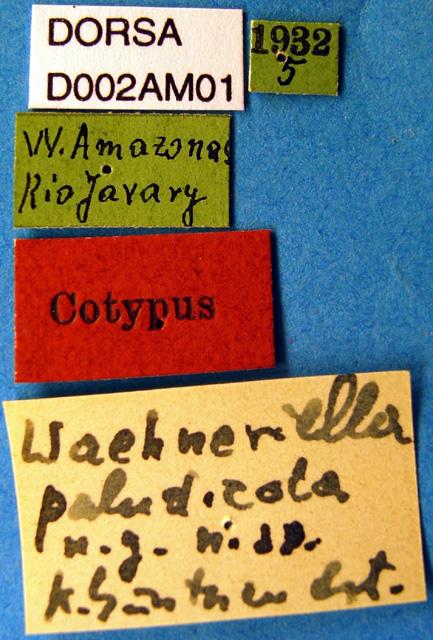 DORSA
D002AM01
1932
5
W. Amazonas
Rio Javary
Cotypus
Waehnerella
paludicola
n. g. n. sp.
K. Günther det.